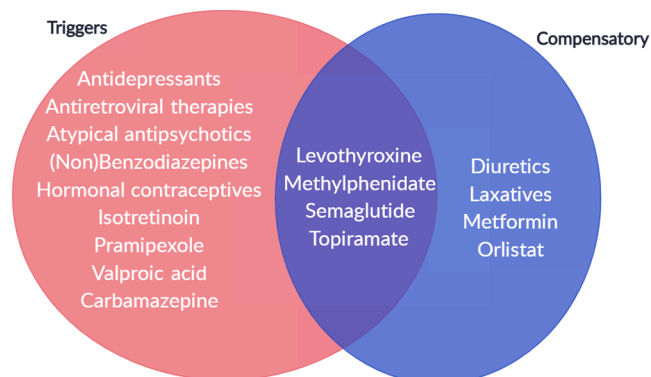 Triggers
Compensatory
Antidepressants
Antiretroviral therapies
Atypical antipsychotics
(Non)Benzodiazepines
Hormonal contraceptives
Isotretinoin
Pramipexole
Valproic acid
Carbamazepine
Levothyroxine
Methylphenidate
Semaglutide
Topiramate
Diuretics
Laxatives
Metformin
Orlistat